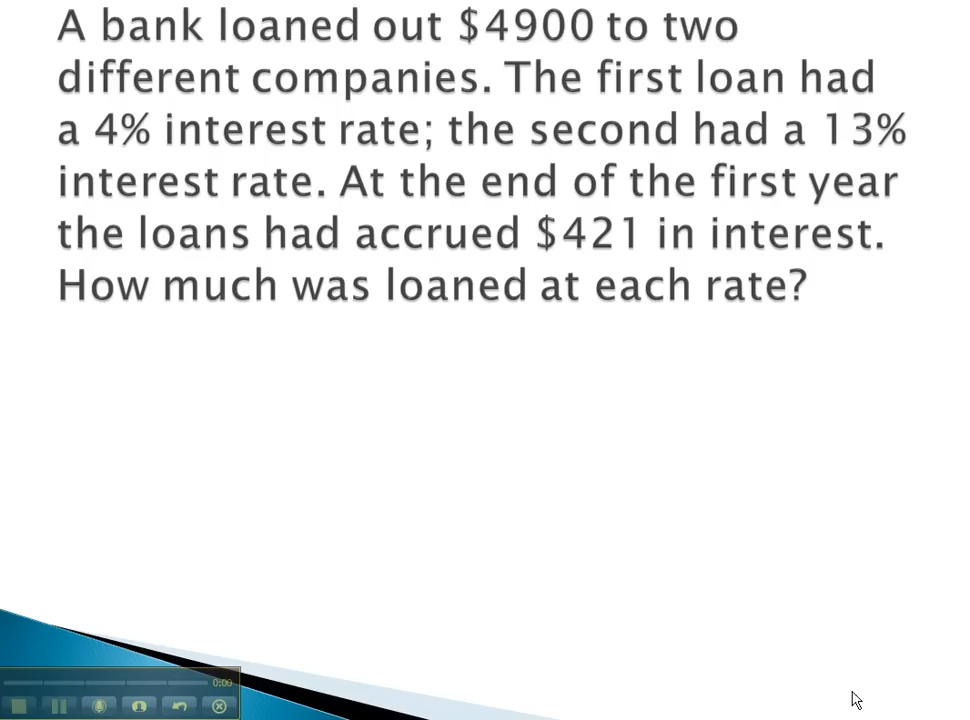 A bank loaned out $4900 to two
different companies. The first loan had
a 4% interest rate; the second had a 13%
interest rate. At the end of the first year
the loans had accrued $421 in interest.
How much was loaned at each rate?
0:00